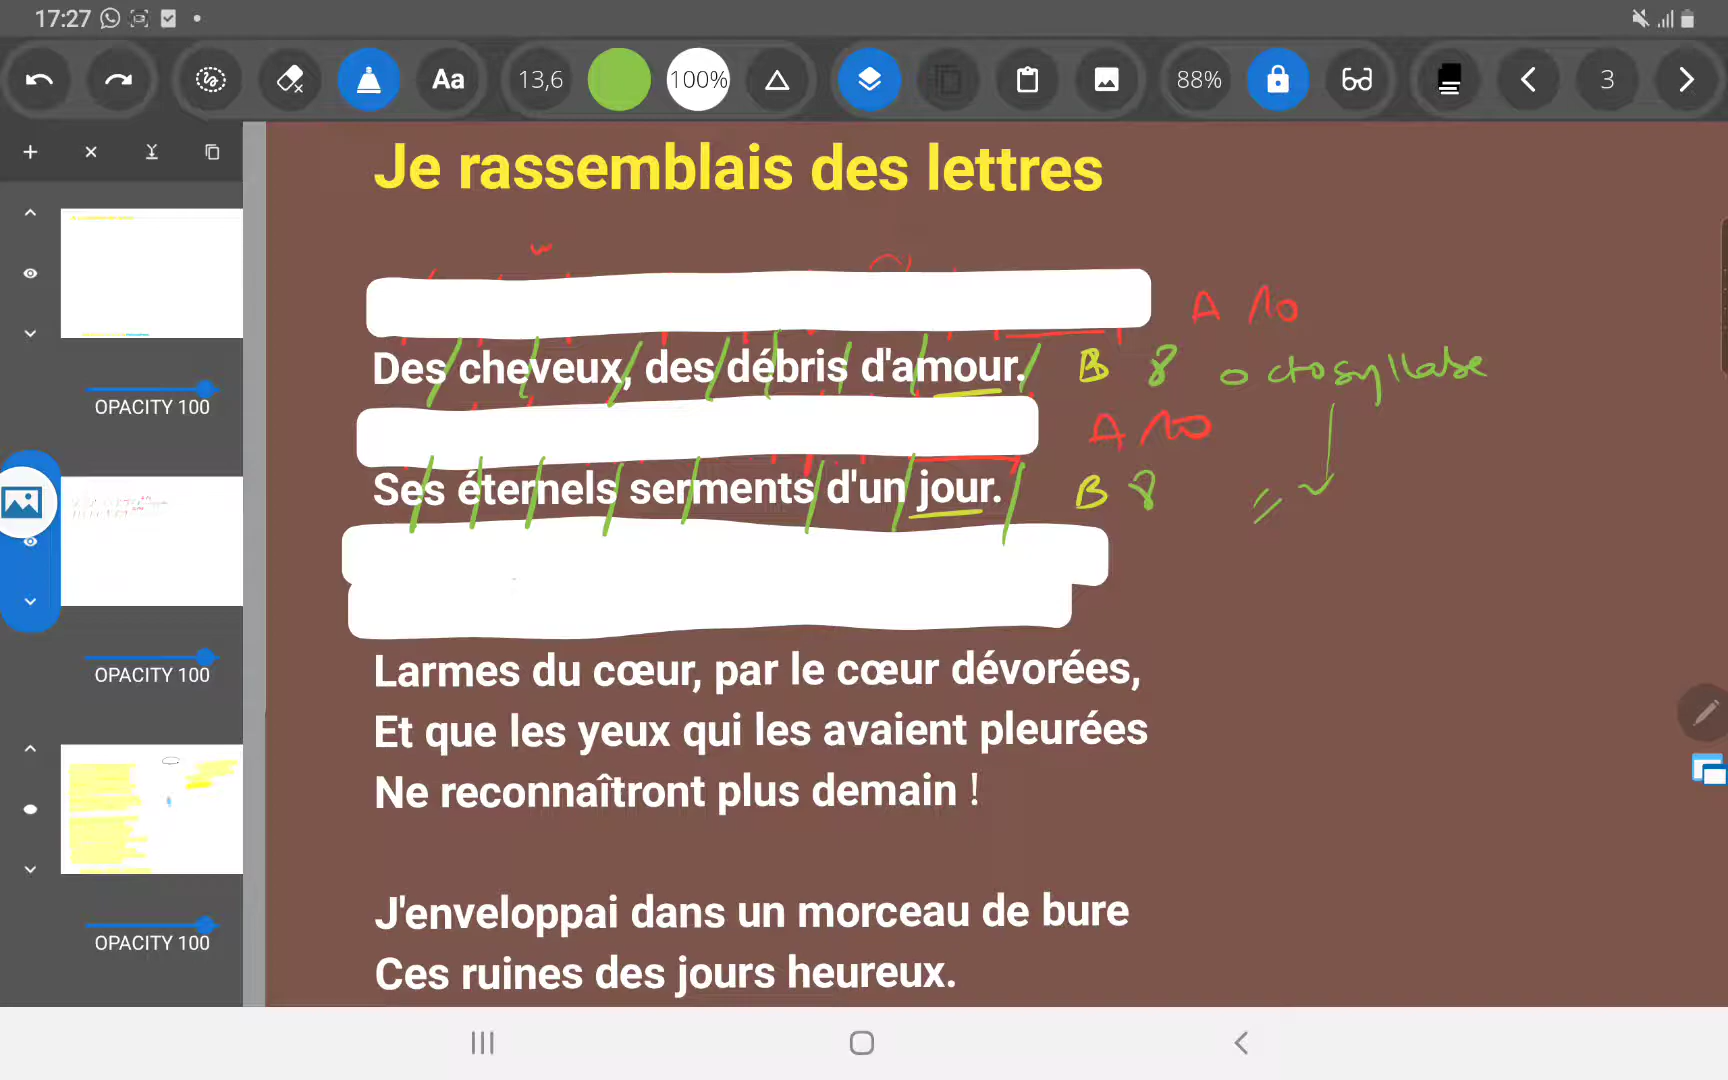 17:27
Aa
13,6
100%
88%
3
Je rassemblais des lettres
A 10
Des cheveux, des débris d'amour. B 8 octosyllabe
A 10
Ses éternels serments d'un jour. B 8 =
Larmes du cœur, par le cœur dévorées,
Et que les yeux qui les avaient pleurées
Ne reconnaîtront plus demain !
J'enveloppai dans un morceau de bure
Ces ruines des jours heureux.
OPACITY 100
OPACITY 100
OPACITY 100